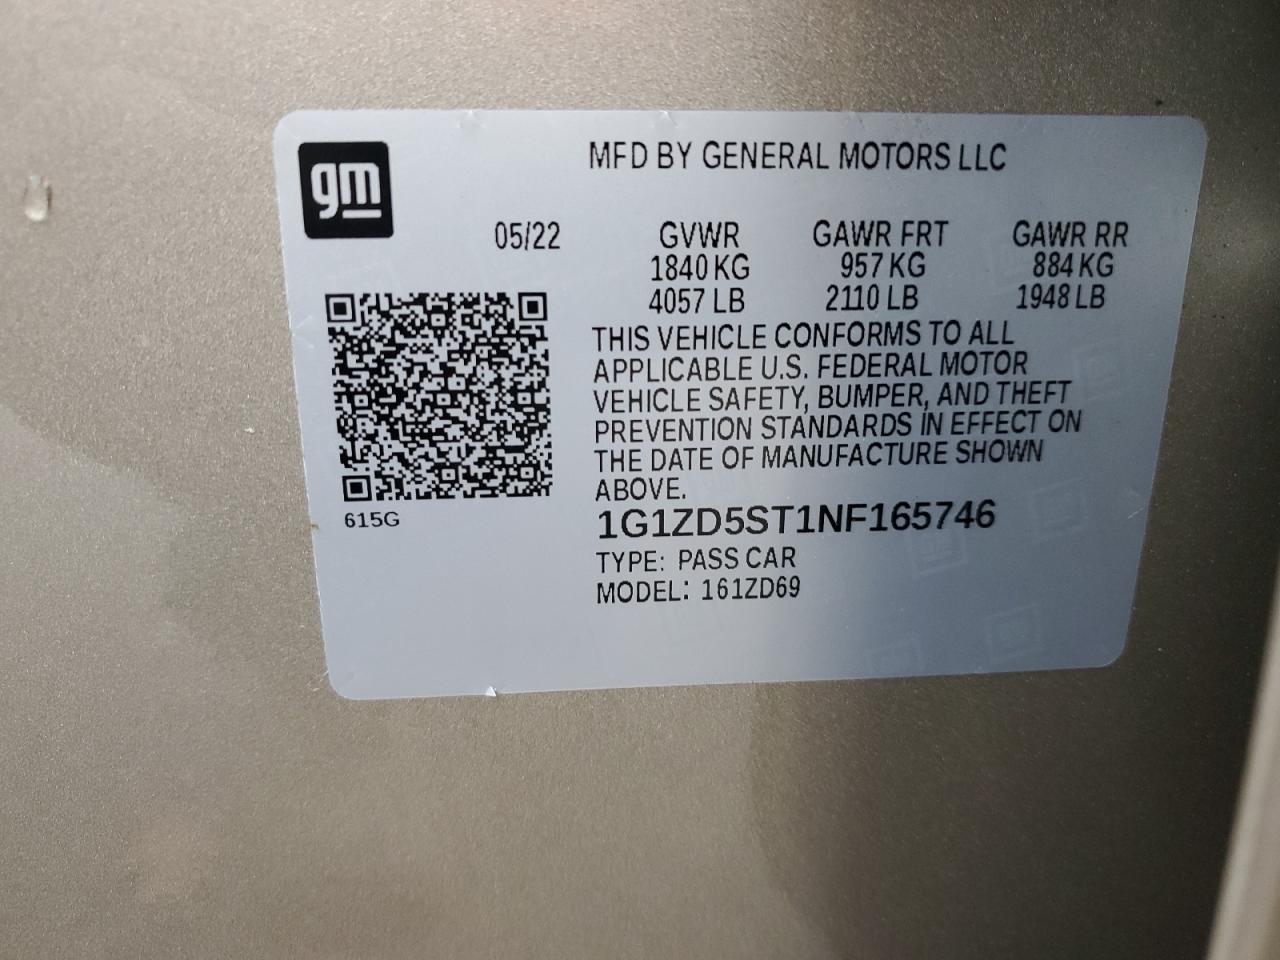 gm
MFD BY GENERAL MOTORS LLC
05/22 GVWR GAWR FRT GAWR RR
1840 KG 957 KG 884 KG
4057 LB 2110 LB 1948 LB
THIS VEHICLE CONFORMS TO ALL
APPLICABLE U.S. FEDERAL MOTOR
VEHICLE SAFETY, BUMPER, AND THEFT
PREVENTION STANDARDS IN EFFECT ON
THE DATE OF MANUFACTURE SHOWN
ABOVE.
615G
1G1ZD5ST1NF165746
TYPE: PASS CAR
MODEL: 161ZD69